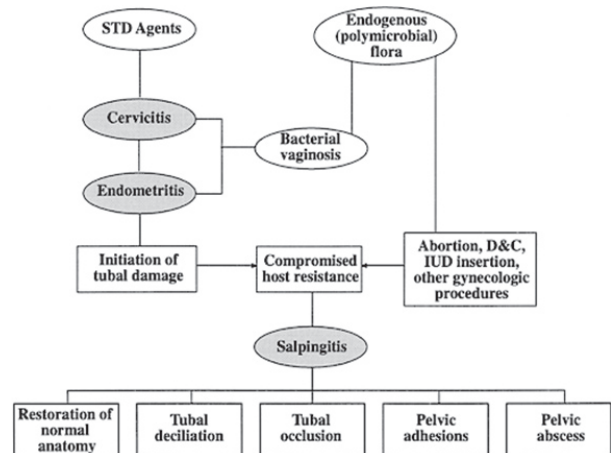 STD Agents
Endogenous
(polymicrobial)
flora
Cervicitis
Bacterial
vaginosis
Endometritis
Initiation of
tubal damage
Compromised
host resistance
Abortion, D&C,
IUD insertion,
other gynecologic
procedures
Salpingitis
Restoration of
normal
anatomy
Tubal
deciliation
Tubal
occlusion
Pelvic
adhesions
Pelvic
abscess